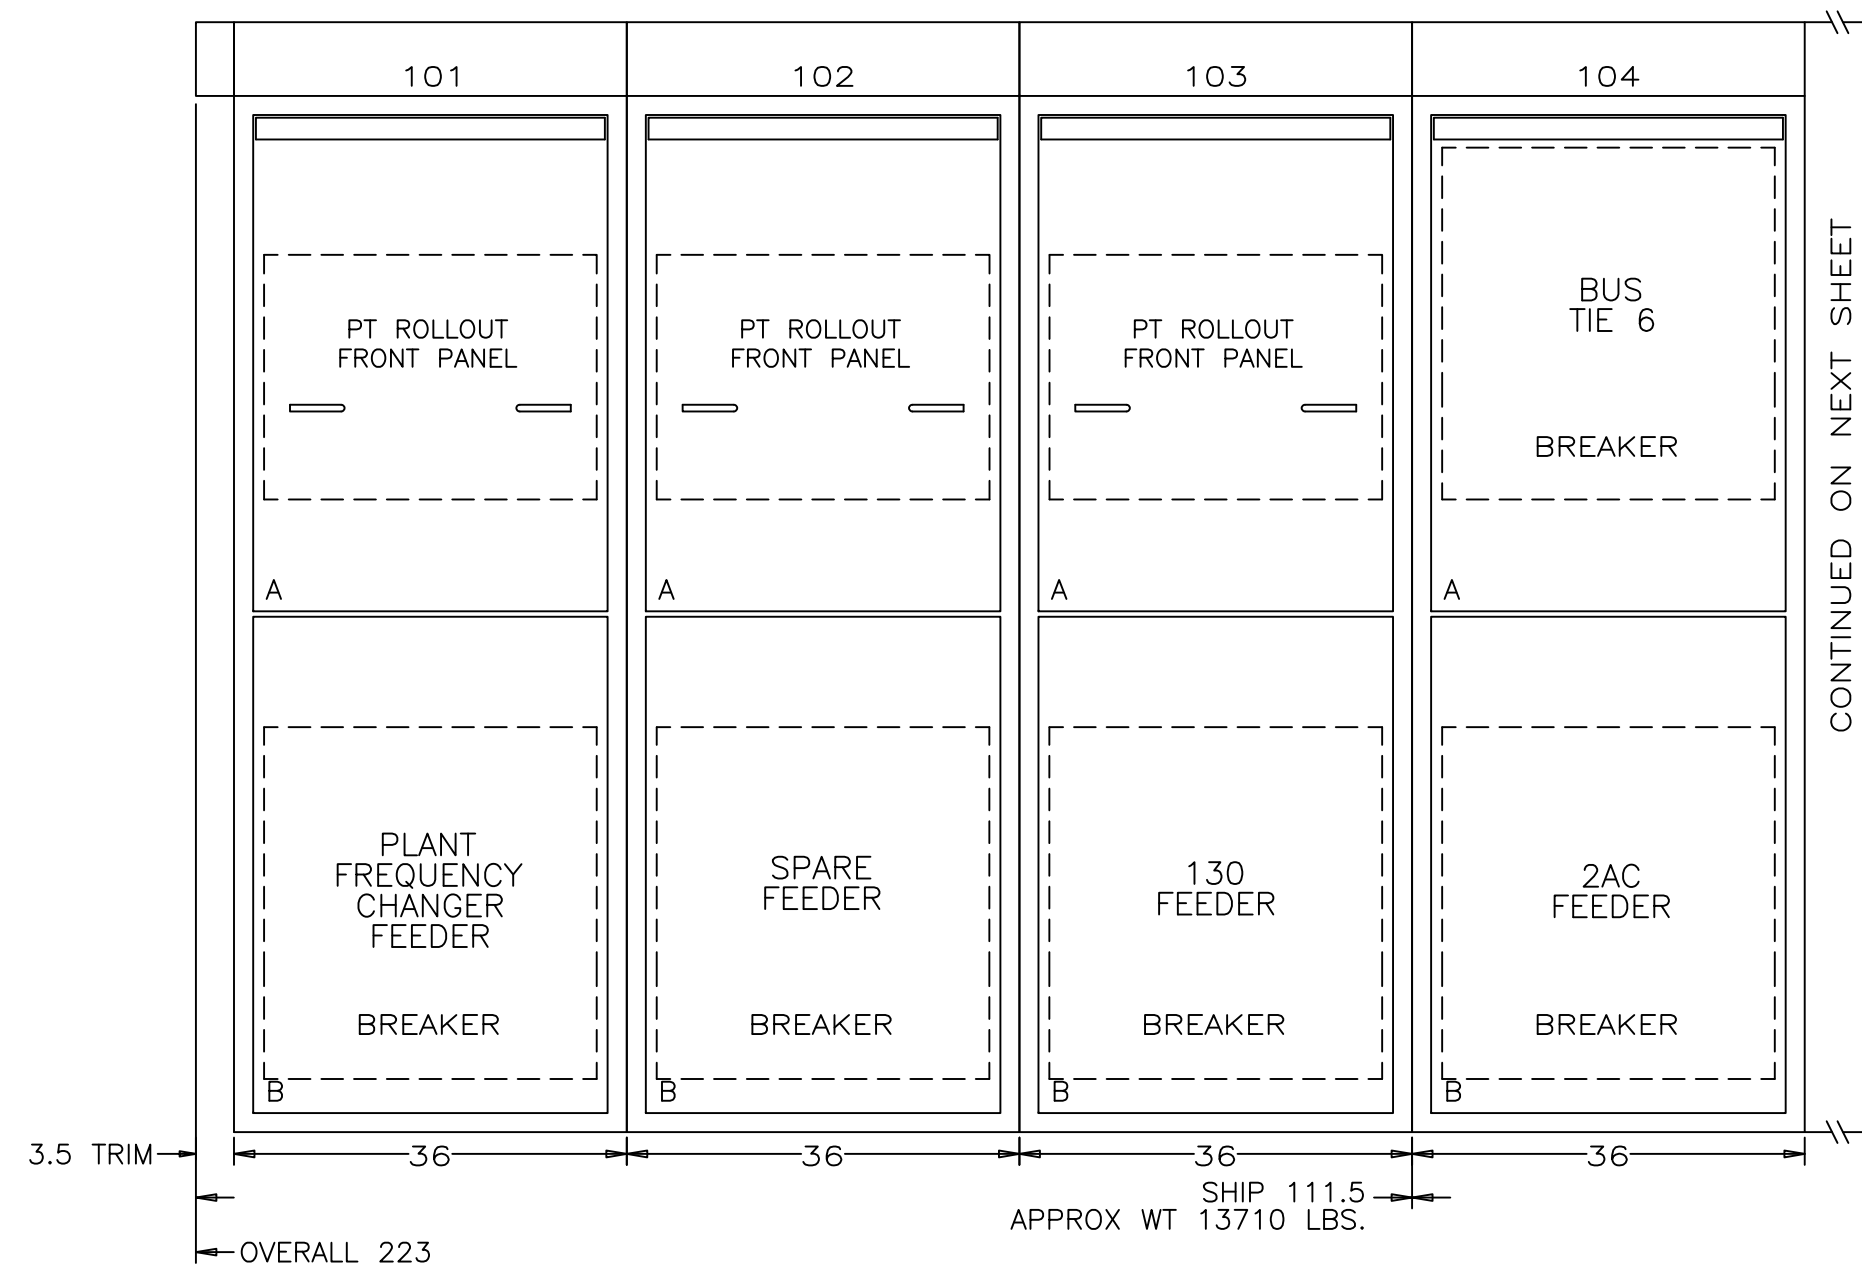 101
102
103
104
PT ROLLOUT
FRONT PANEL
A
PT ROLLOUT
FRONT PANEL
A
PT ROLLOUT
FRONT PANEL
A
BUS
TIE 6
BREAKER
A
CONTINUED ON NEXT SHEET
PLANT
FREQUENCY
CHANGER
FEEDER
BREAKER
B
SPARE
FEEDER
BREAKER
B
130
FEEDER
BREAKER
B
2AC
FEEDER
BREAKER
B
3.5 TRIM
36
36
36
36
SHIP 111.5
APPROX WT 13710 LBS.
OVERALL 223